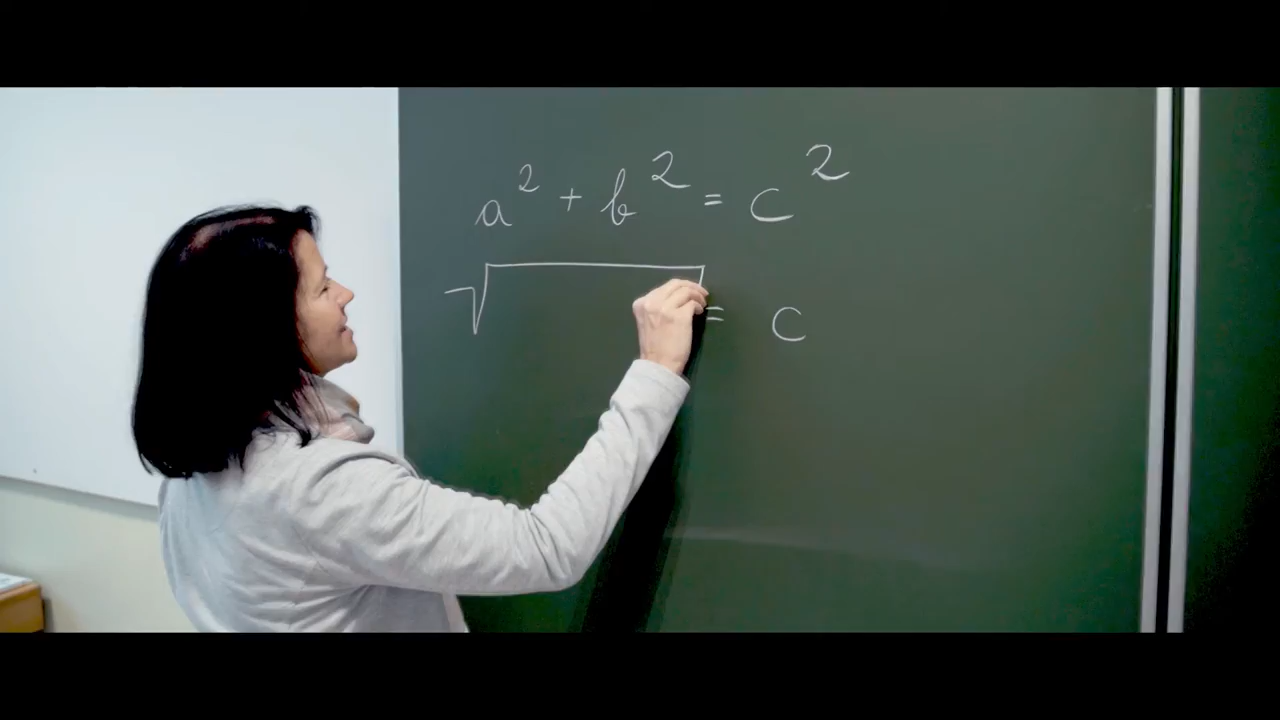 a² + b² = c²
√ = c